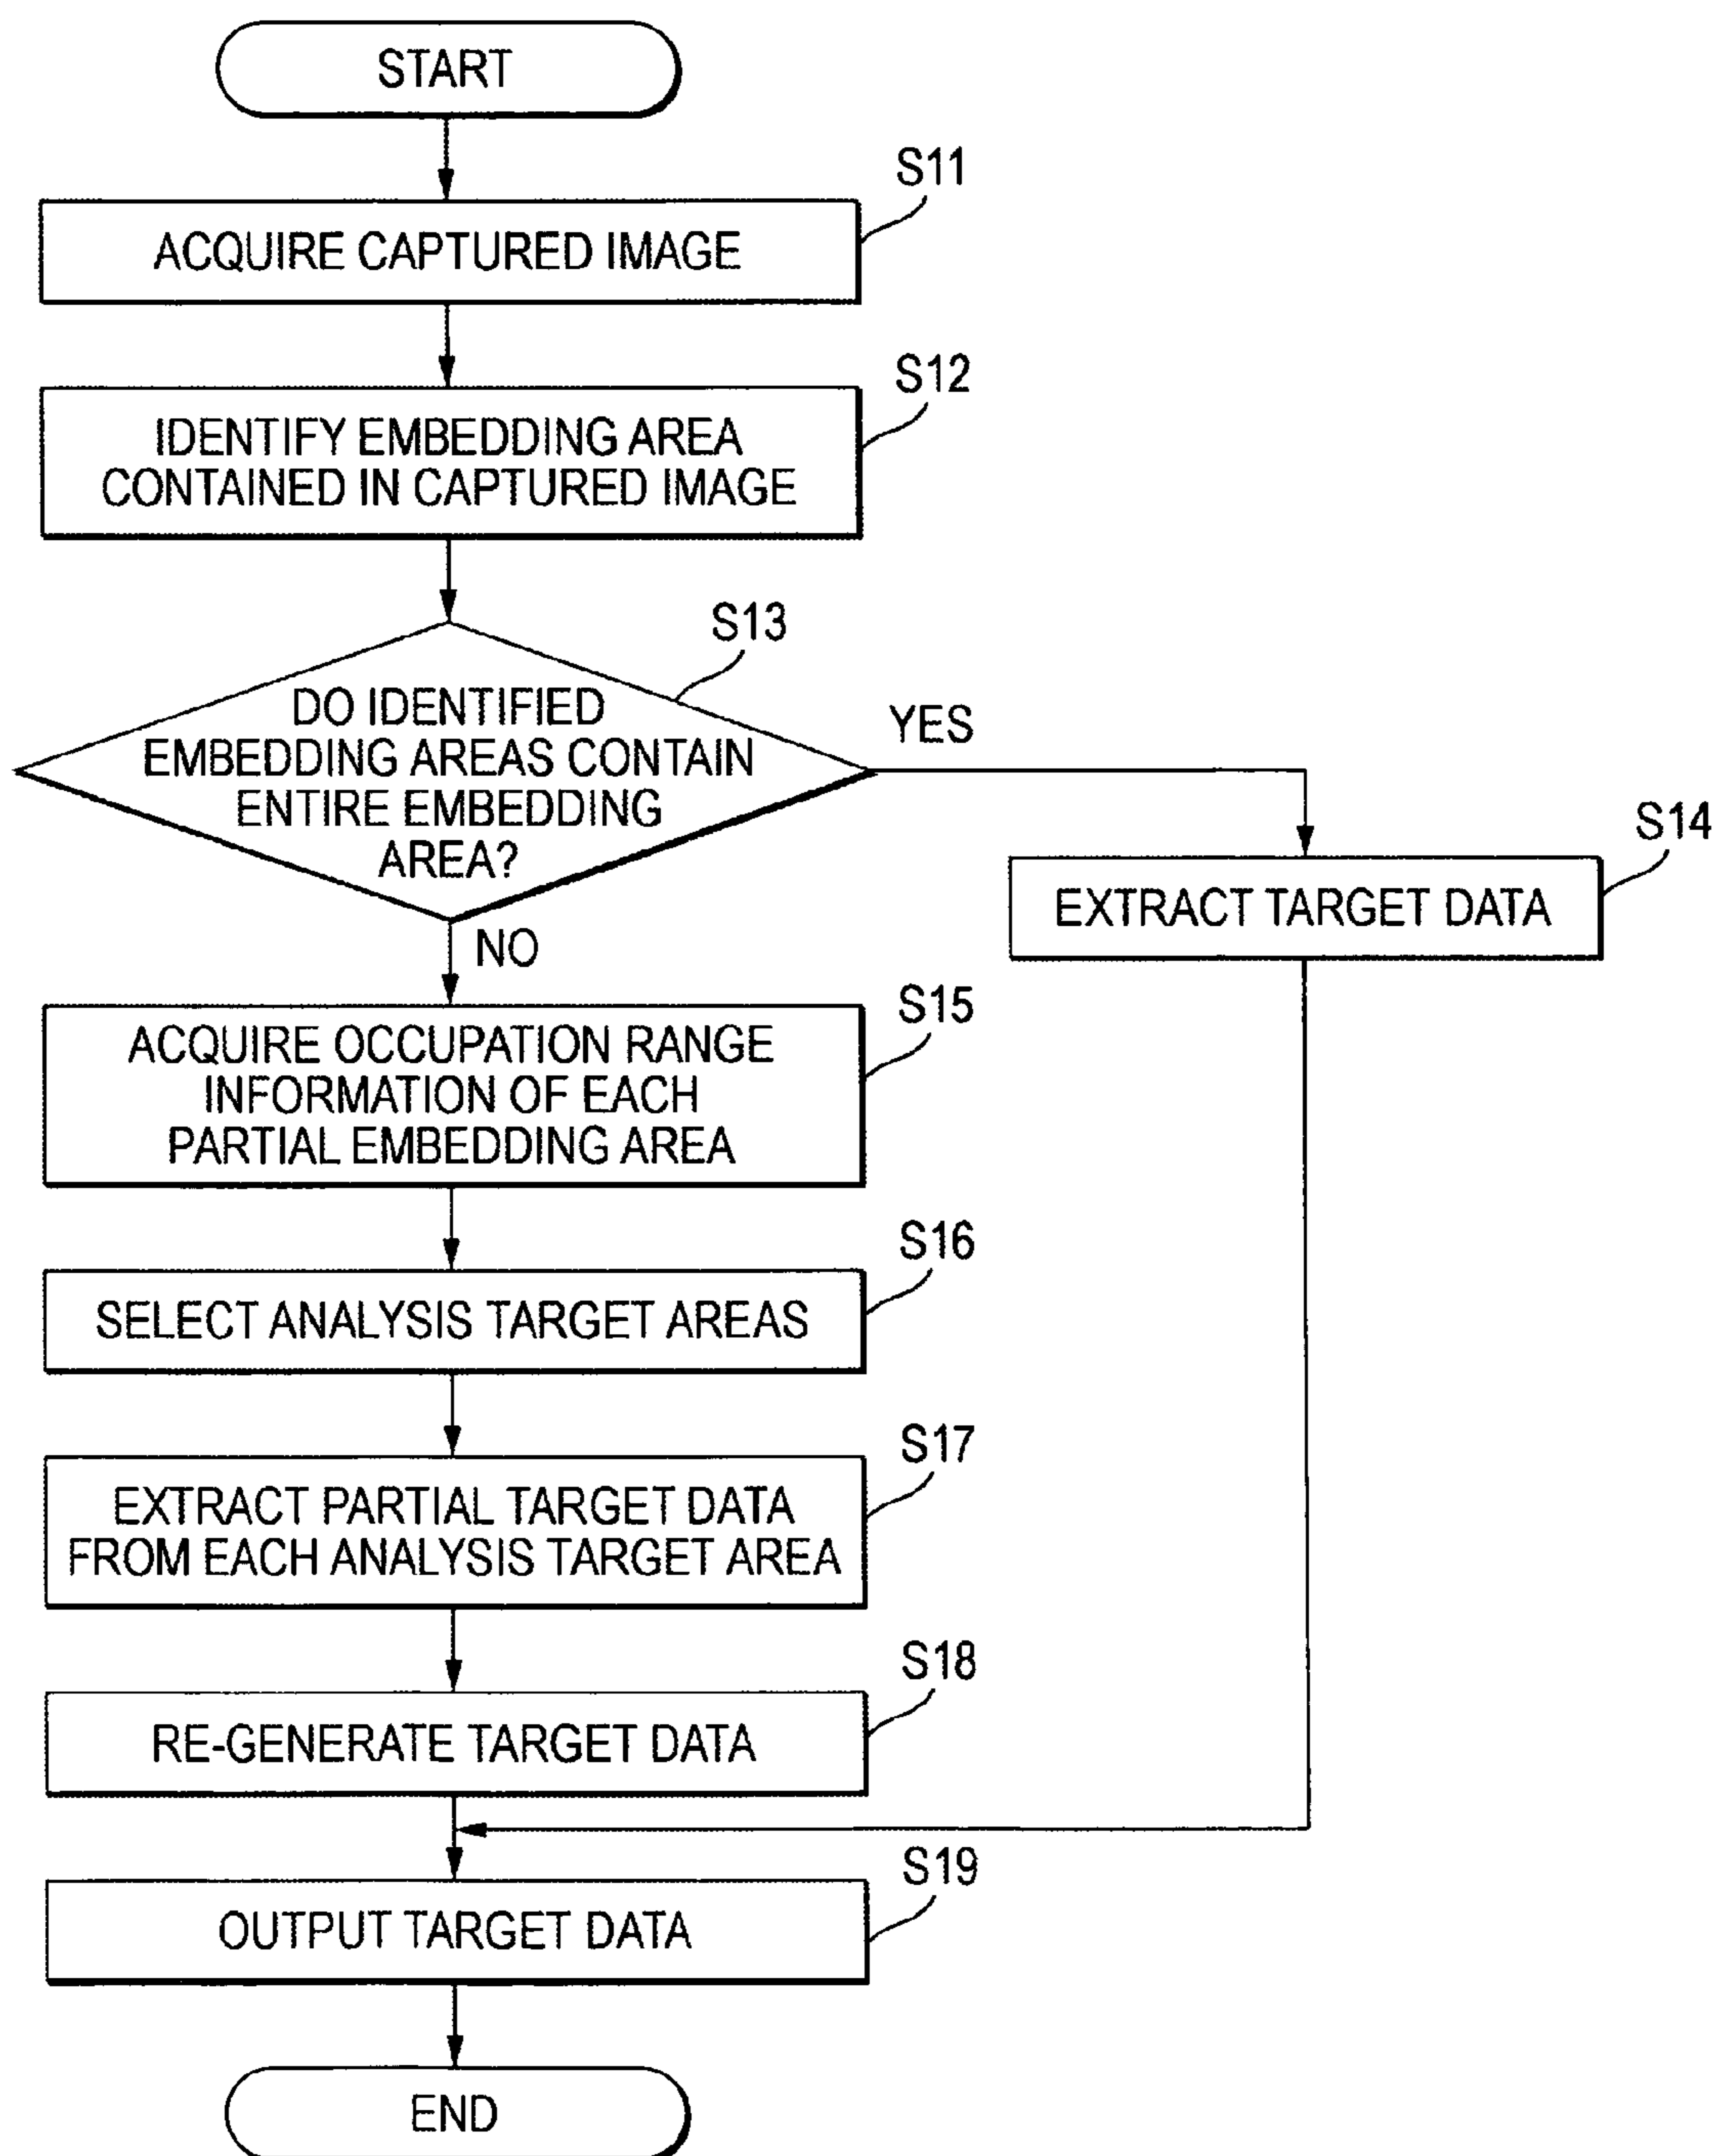 START
S11
ACQUIRE CAPTURED IMAGE
S12
IDENTIFY EMBEDDING AREA
CONTAINED IN CAPTURED IMAGE
S13
DO IDENTIFIED
EMBEDDING AREAS CONTAIN
ENTIRE EMBEDDING
AREA?
YES
S14
EXTRACT TARGET DATA
NO
S15
ACQUIRE OCCUPATION RANGE
INFORMATION OF EACH
PARTIAL EMBEDDING AREA
S16
SELECT ANALYSIS TARGET AREAS
S17
EXTRACT PARTIAL TARGET DATA
FROM EACH ANALYSIS TARGET AREA
S18
RE-GENERATE TARGET DATA
S19
OUTPUT TARGET DATA
END